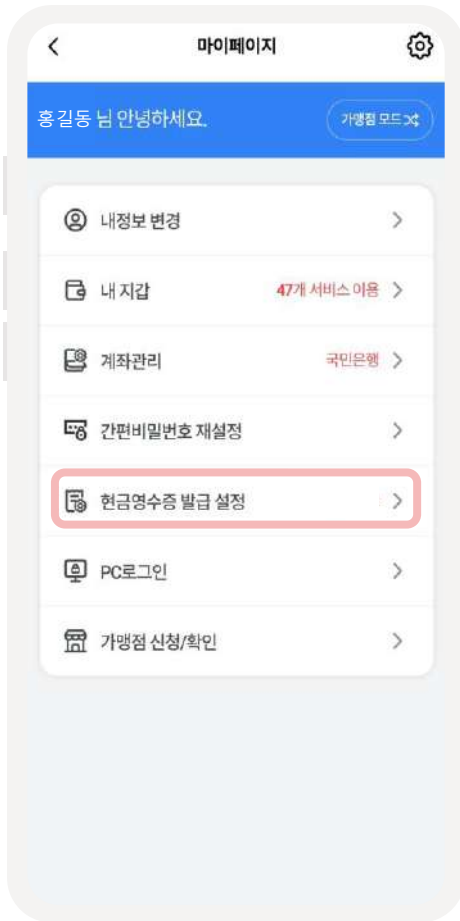 마이페이지
홍길동 님 안녕하세요.
가맹점 모드
내정보 변경
내 지갑 47개 서비스 이용
계좌관리 국민은행
간편비밀번호 재설정
현금영수증 발급 설정
PC로그인
가맹점 신청/확인